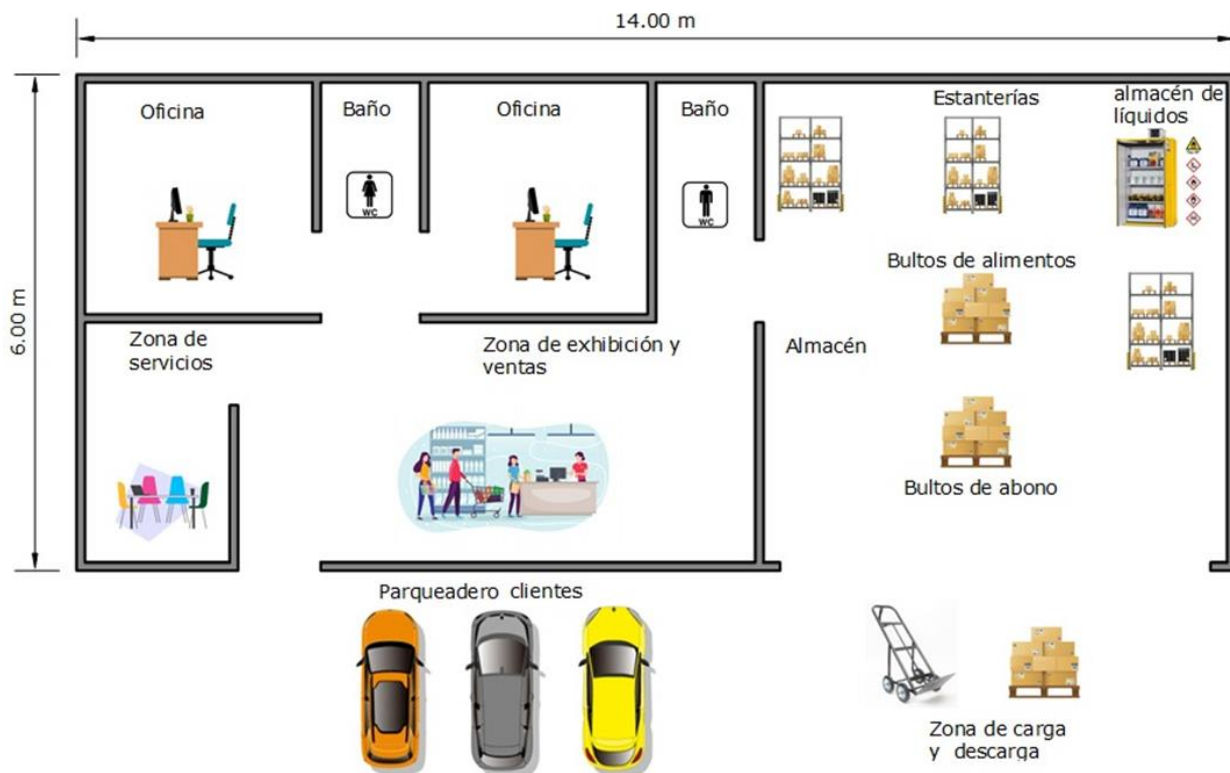 14.00 m
6.00 m
Oficina
Baño
Oficina
Baño
Estanterías
almacén de
líquidos
WC
WC
Bultos de alimentos
Zona de
servicios
Zona de exhibición y
ventas
Almacén
Bultos de abono
Parqueadero clientes
Zona de carga
y descarga